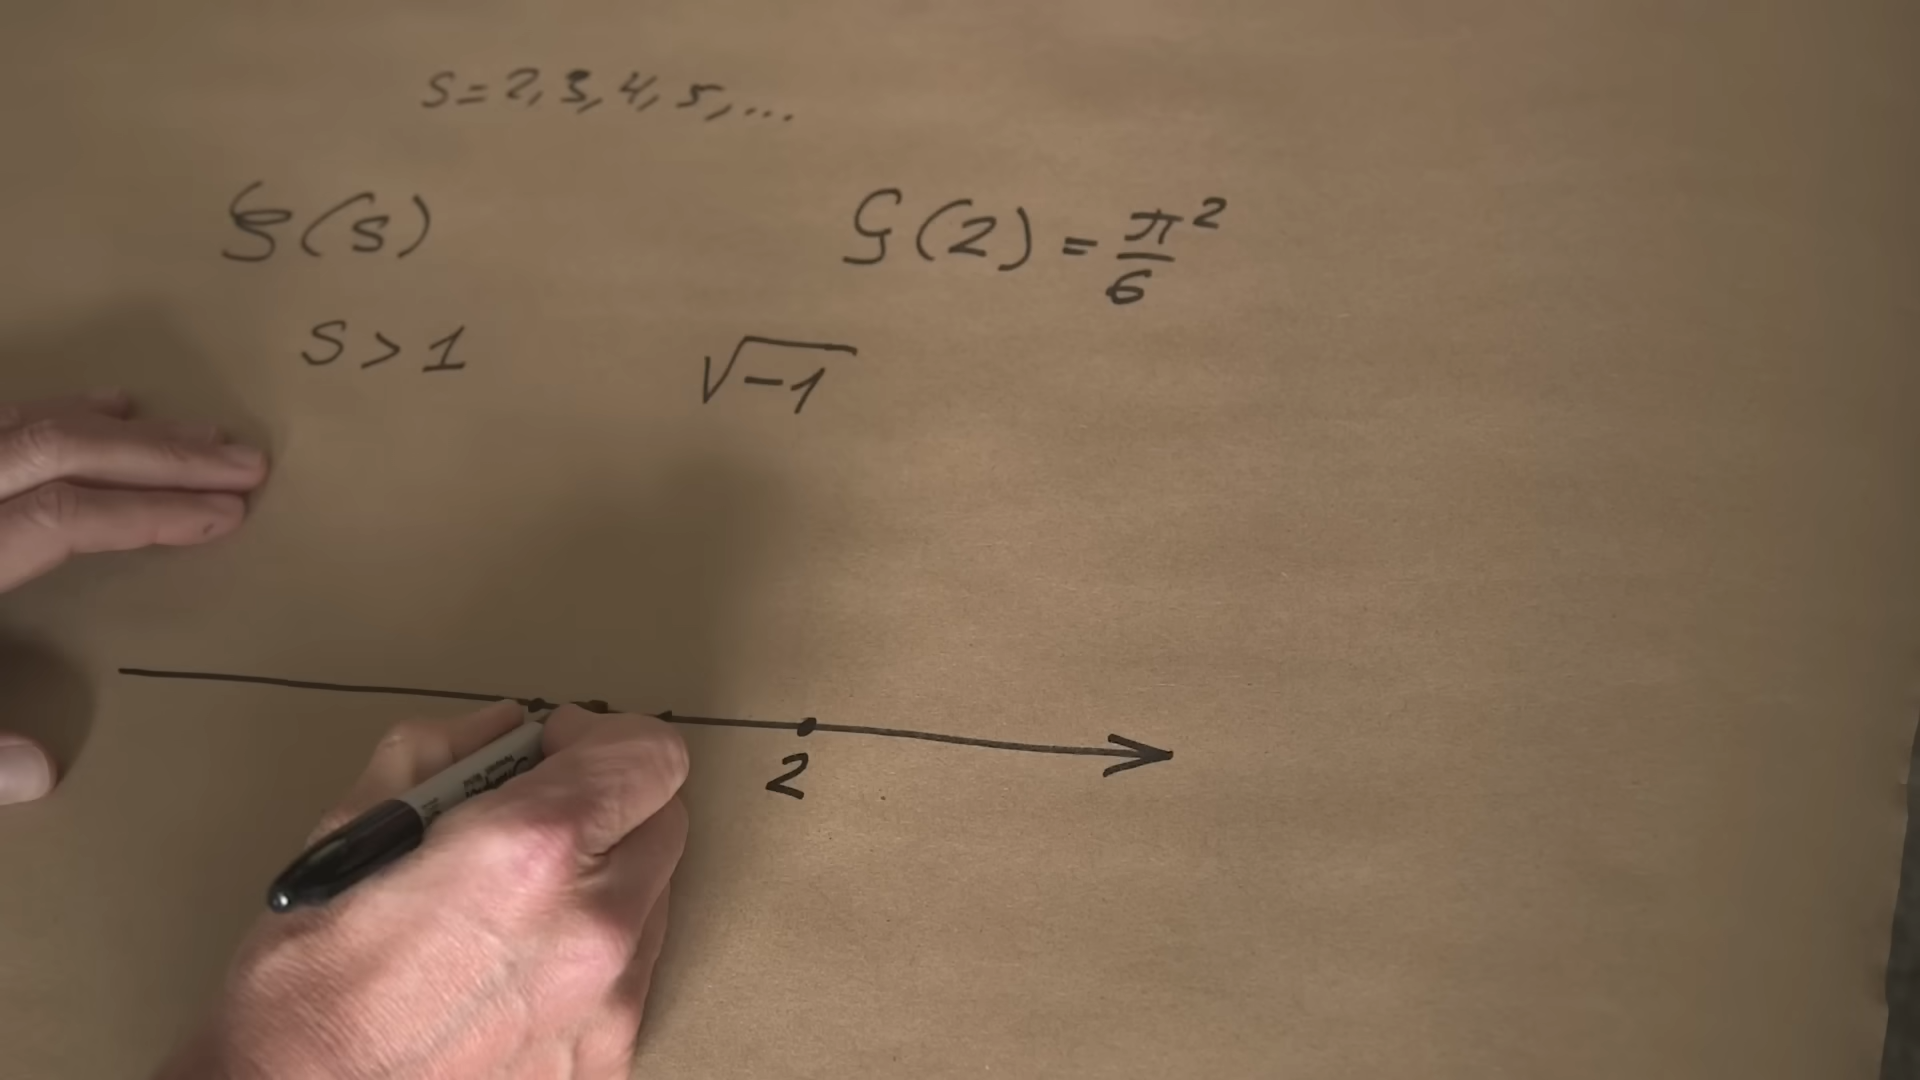 s=2,3,4,5,...
ζ(s)
ζ(2)=π²/6
s>1
√-1
2